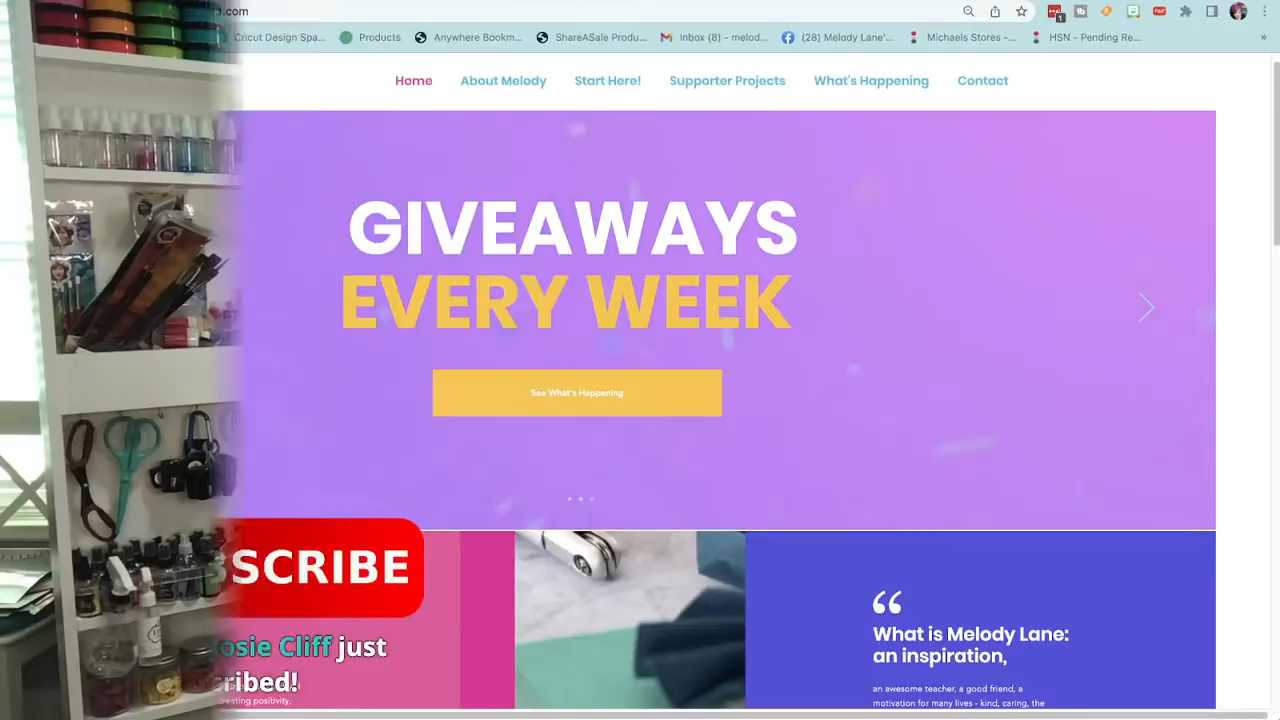 .com
Cricut Design Spa...
Products
Anywhere Bookm...
ShareASale Produ...
Inbox (8) - melod...
(28) Melody Lane'...
Michaels Stores -...
HSN - Pending Re...
»
Home
About Melody
Start Here!
Supporter Projects
What's Happening
Contact
GIVEAWAYS
EVERY WEEK
See What's Happening
SCRIBE
osie Cliff just
ribed!
creating positivity,
“
What is Melody Lane:
an inspiration,
an awesome teacher, a good friend, a
motivation for many lives - kind, caring, the